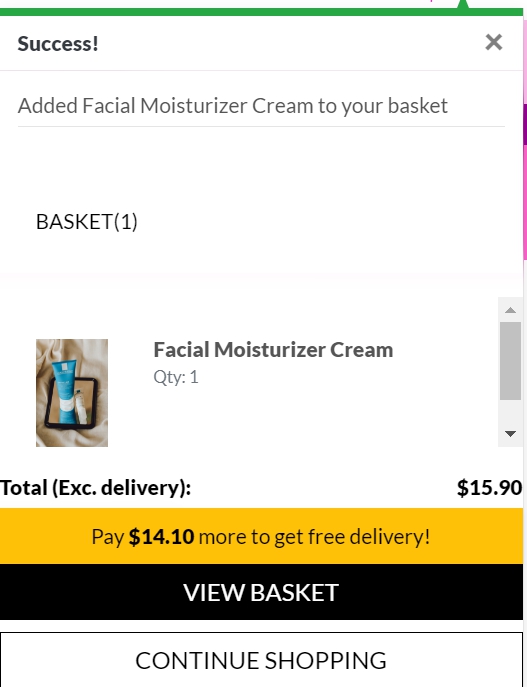 Success!
×
Added Facial Moisturizer Cream to your basket
BASKET(1)
Facial Moisturizer Cream
Qty: 1
Total (Exc. delivery): $15.90
Pay $14.10 more to get free delivery!
VIEW BASKET
CONTINUE SHOPPING